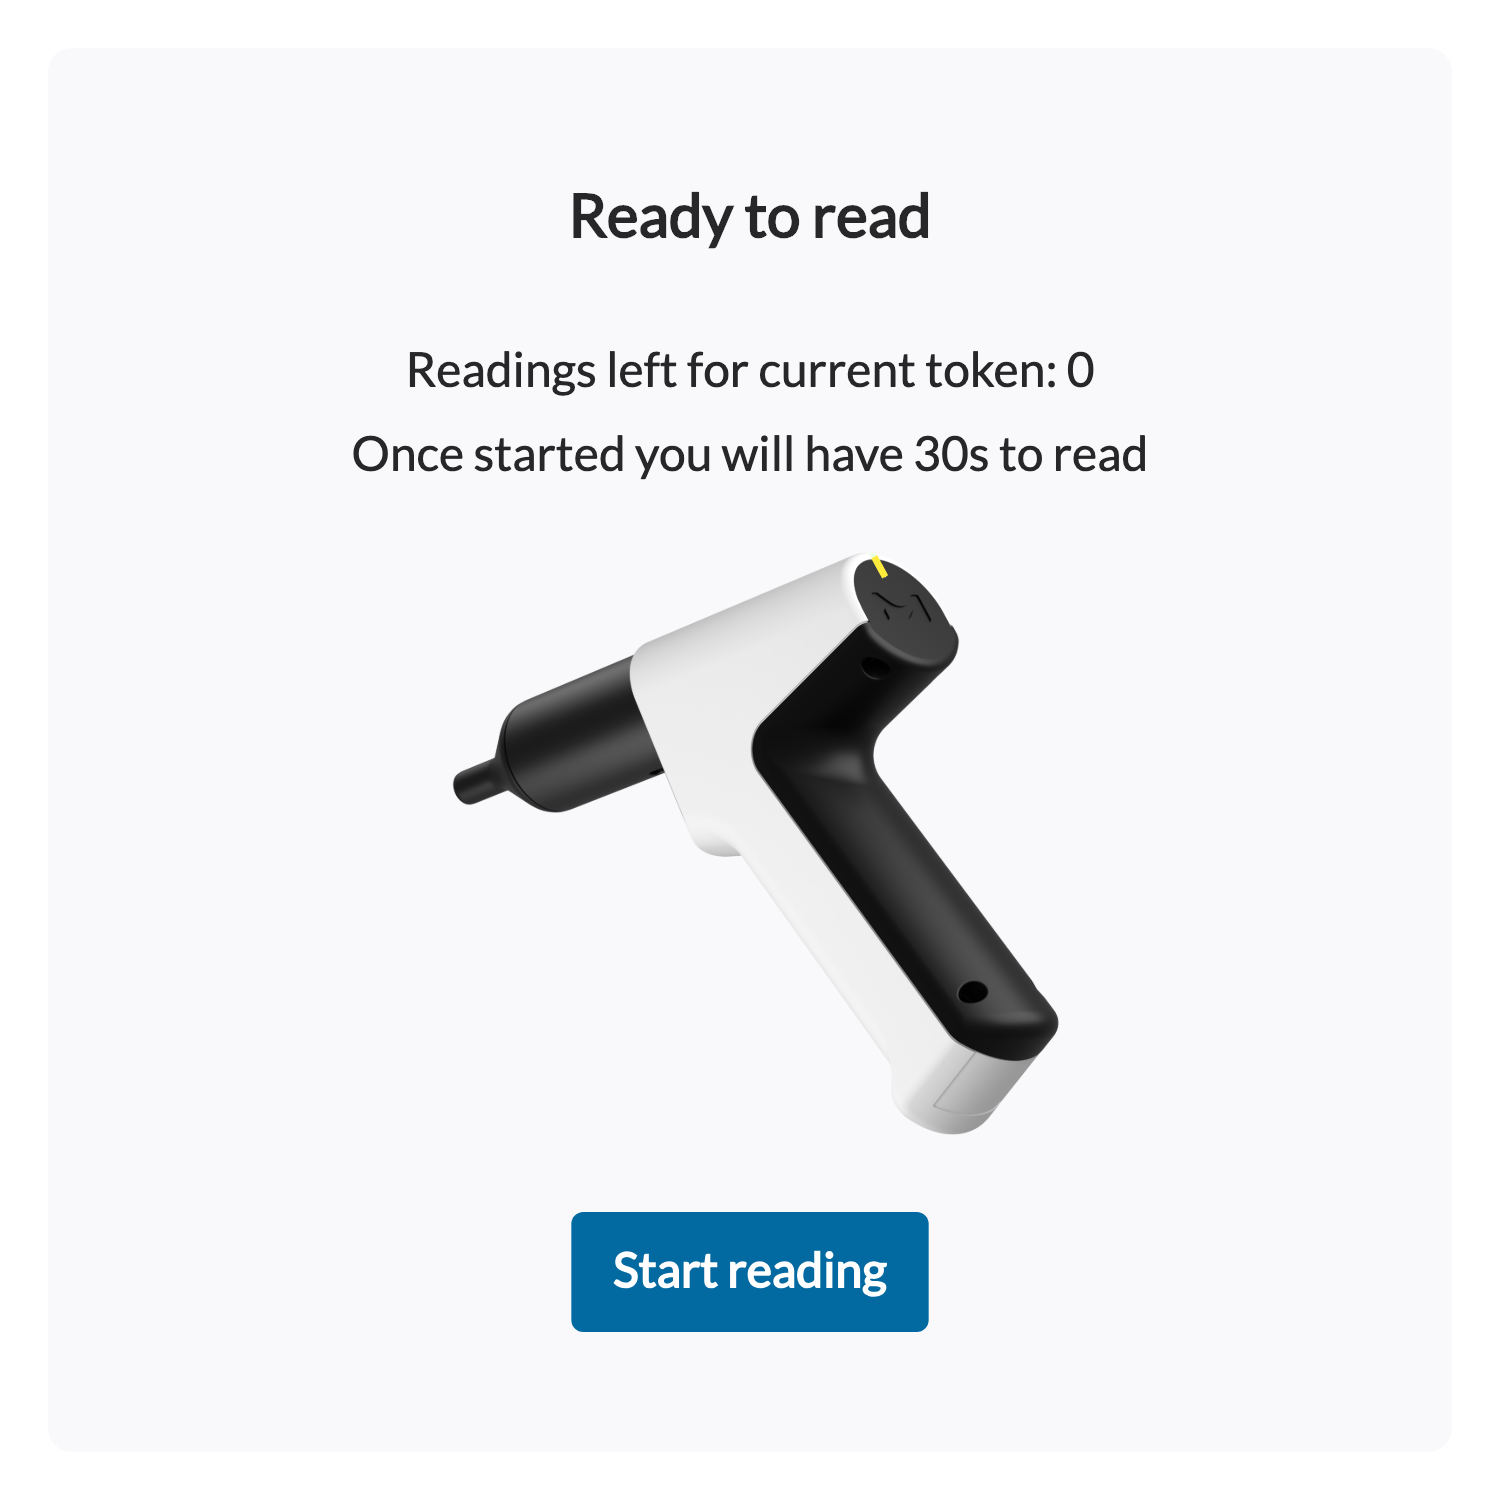 Ready to read
Readings left for current token: 0
Once started you will have 30s to read
Start reading